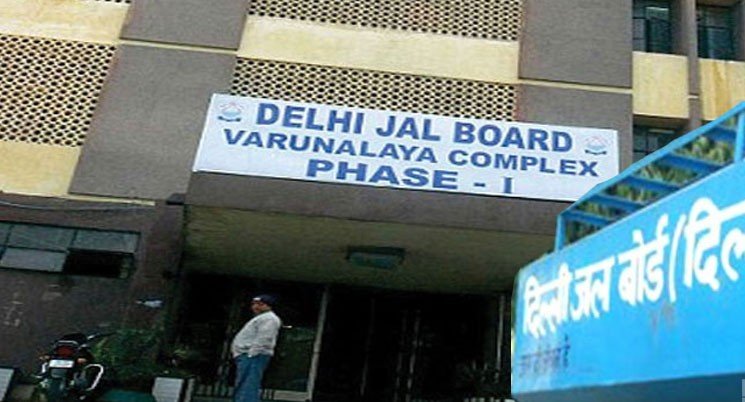 DELHI JAL BOARD
VARUNALAYA COMPLEX
PHASE - I
दिल्ली जल बोर्ड (दिल